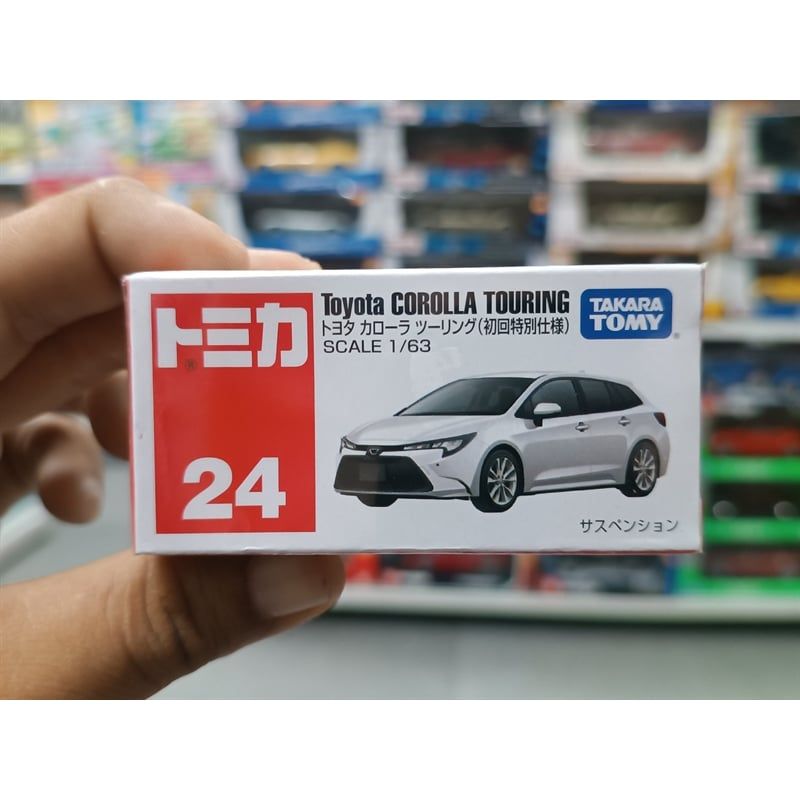 トミカ
24
Toyota COROLLA TOURING
トヨタ カローラ ツーリング(初回特別仕様)
SCALE 1/63
TAKARA
TOMY
サスペンション